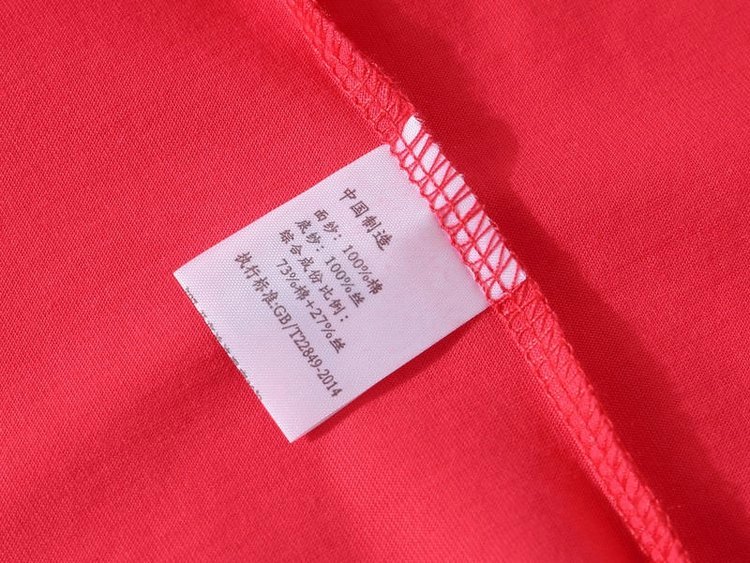 中国制造
面纱：100%棉
底纱：100%丝
综合成份比例：
73%棉+27%丝
执行标准:GB/T22849-2014